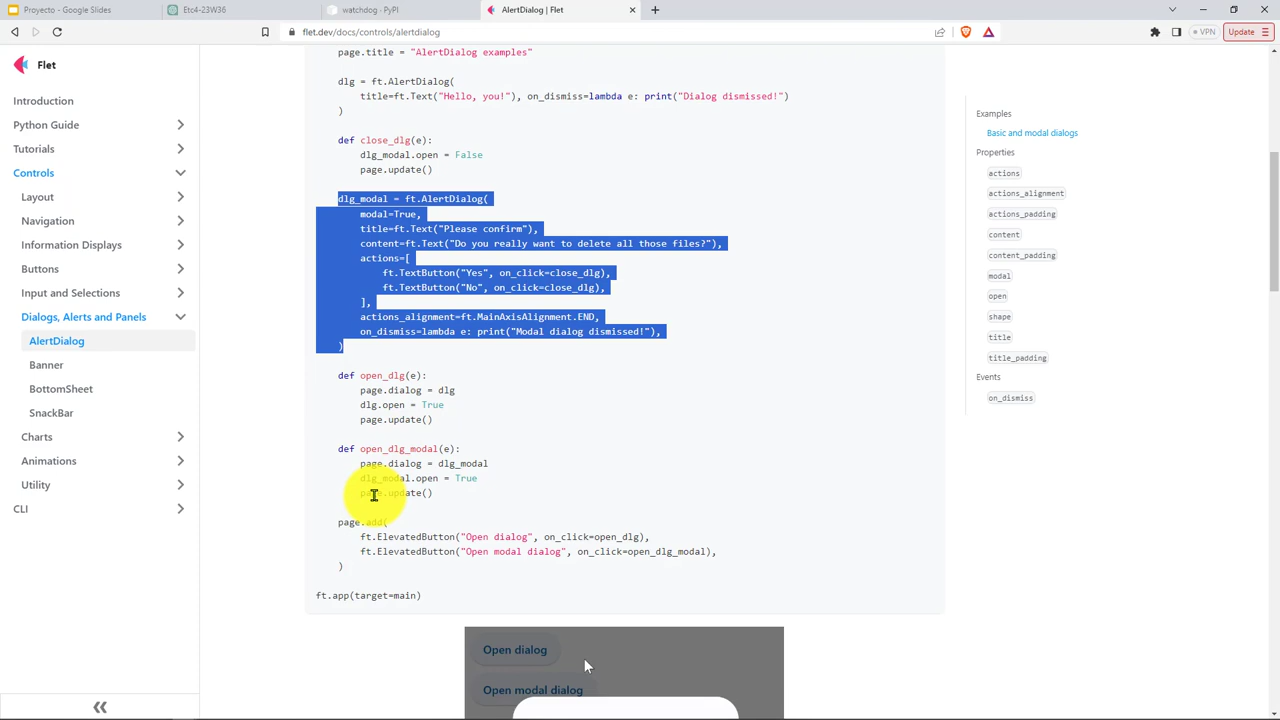 Proyecto - Google Slides
Etc4-23W36
watchdog · PyPI
AlertDialog | Flet
flet.dev/docs/controls/alertdialog
VPN
Update
Flet
Introduction
Python Guide
Tutorials
Controls
Layout
Navigation
Information Displays
Buttons
Input and Selections
Dialogs, Alerts and Panels
AlertDialog
Banner
BottomSheet
SnackBar
Charts
Animations
Utility
CLI
page.title = "AlertDialog examples"
dlg = ft.AlertDialog(
title=ft.Text("Hello, you!"), on_dismiss=lambda e: print("Dialog dismissed!")
)
def close_dlg(e):
dlg_modal.open = False
page.update()
dlg_modal = ft.AlertDialog(
modal=True,
title=ft.Text("Please confirm"),
content=ft.Text("Do you really want to delete all those files?"),
actions=[
ft.TextButton("Yes", on_click=close_dlg),
ft.TextButton("No", on_click=close_dlg),
],
actions_alignment=ft.MainAxisAlignment.END,
on_dismiss=lambda e: print("Modal dialog dismissed!"),
)
def open_dlg(e):
page.dialog = dlg
dlg.open = True
page.update()
def open_dlg_modal(e):
page.dialog = dlg_modal
dlg_modal.open = True
page.update()
page.add(
ft.ElevatedButton("Open dialog", on_click=open_dlg),
ft.ElevatedButton("Open modal dialog", on_click=open_dlg_modal),
)
ft.app(target=main)
Open dialog
Open modal dialog
Examples
Basic and modal dialogs
Properties
actions
actions_alignment
actions_padding
content
content_padding
modal
open
shape
title
title_padding
Events
on_dismiss